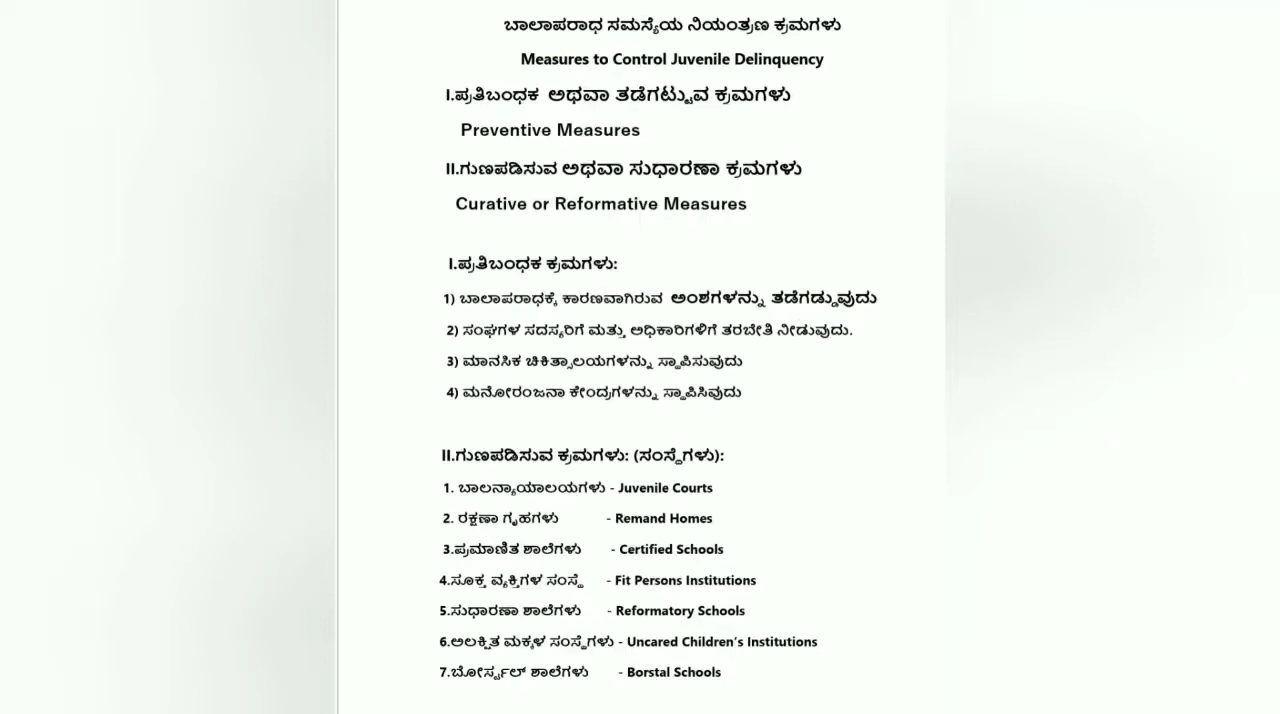 ಬಾಲಾಪರಾಧ ಸಮಸ್ಯೆಯ ನಿಯಂತ್ರಣ ಕ್ರಮಗಳು
Measures to Control Juvenile Delinquency
I.ಪ್ರತಿಬಂಧಕ ಅಥವಾ ತಡೆಗಟ್ಟುವ ಕ್ರಮಗಳು
Preventive Measures
II.ಗುಣಪಡಿಸುವ ಅಥವಾ ಸುಧಾರಣಾ ಕ್ರಮಗಳು
Curative or Reformative Measures
I.ಪ್ರತಿಬಂಧಕ ಕ್ರಮಗಳು:
1) ಬಾಲಾಪರಾಧಕ್ಕೆ ಕಾರಣವಾಗಿರುವ ಅಂಶಗಳನ್ನು ತಡೆಗಡ್ಡುವುದು
2) ಸಂಘಗಳ ಸದಸ್ಯರಿಗೆ ಮತ್ತು ಅಧಿಕಾರಿಗಳಿಗೆ ತರಬೇತಿ ನೀಡುವುದು.
3) ಮಾನಸಿಕ ಚಿಕಿತ್ಸಾಲಯಗಳನ್ನು ಸ್ಥಾಪಿಸುವುದು
4) ಮನೋರಂಜನಾ ಕೇಂದ್ರಗಳನ್ನು ಸ್ಥಾಪಿಸಿವುದು
II.ಗುಣಪಡಿಸುವ ಕ್ರಮಗಳು: (ಸಂಸ್ಥೆಗಳು):
1. ಬಾಲನ್ಯಾಯಾಲಯಗಳು - Juvenile Courts
2. ರಕ್ಷಣಾ ಗೃಹಗಳು - Remand Homes
3.ಪ್ರಮಾಣಿತ ಶಾಲೆಗಳು - Certified Schools
4.ಸೂಕ್ತ ವ್ಯಕ್ತಿಗಳ ಸಂಸ್ಥೆ - Fit Persons Institutions
5.ಸುಧಾರಣಾ ಶಾಲೆಗಳು - Reformatory Schools
6.ಅಲಕ್ಷಿತ ಮಕ್ಕಳ ಸಂಸ್ಥೆಗಳು - Uncared Children's Institutions
7.ಬೋರ್ಸ್ಟಲ್ ಶಾಲೆಗಳು - Borstal Schools